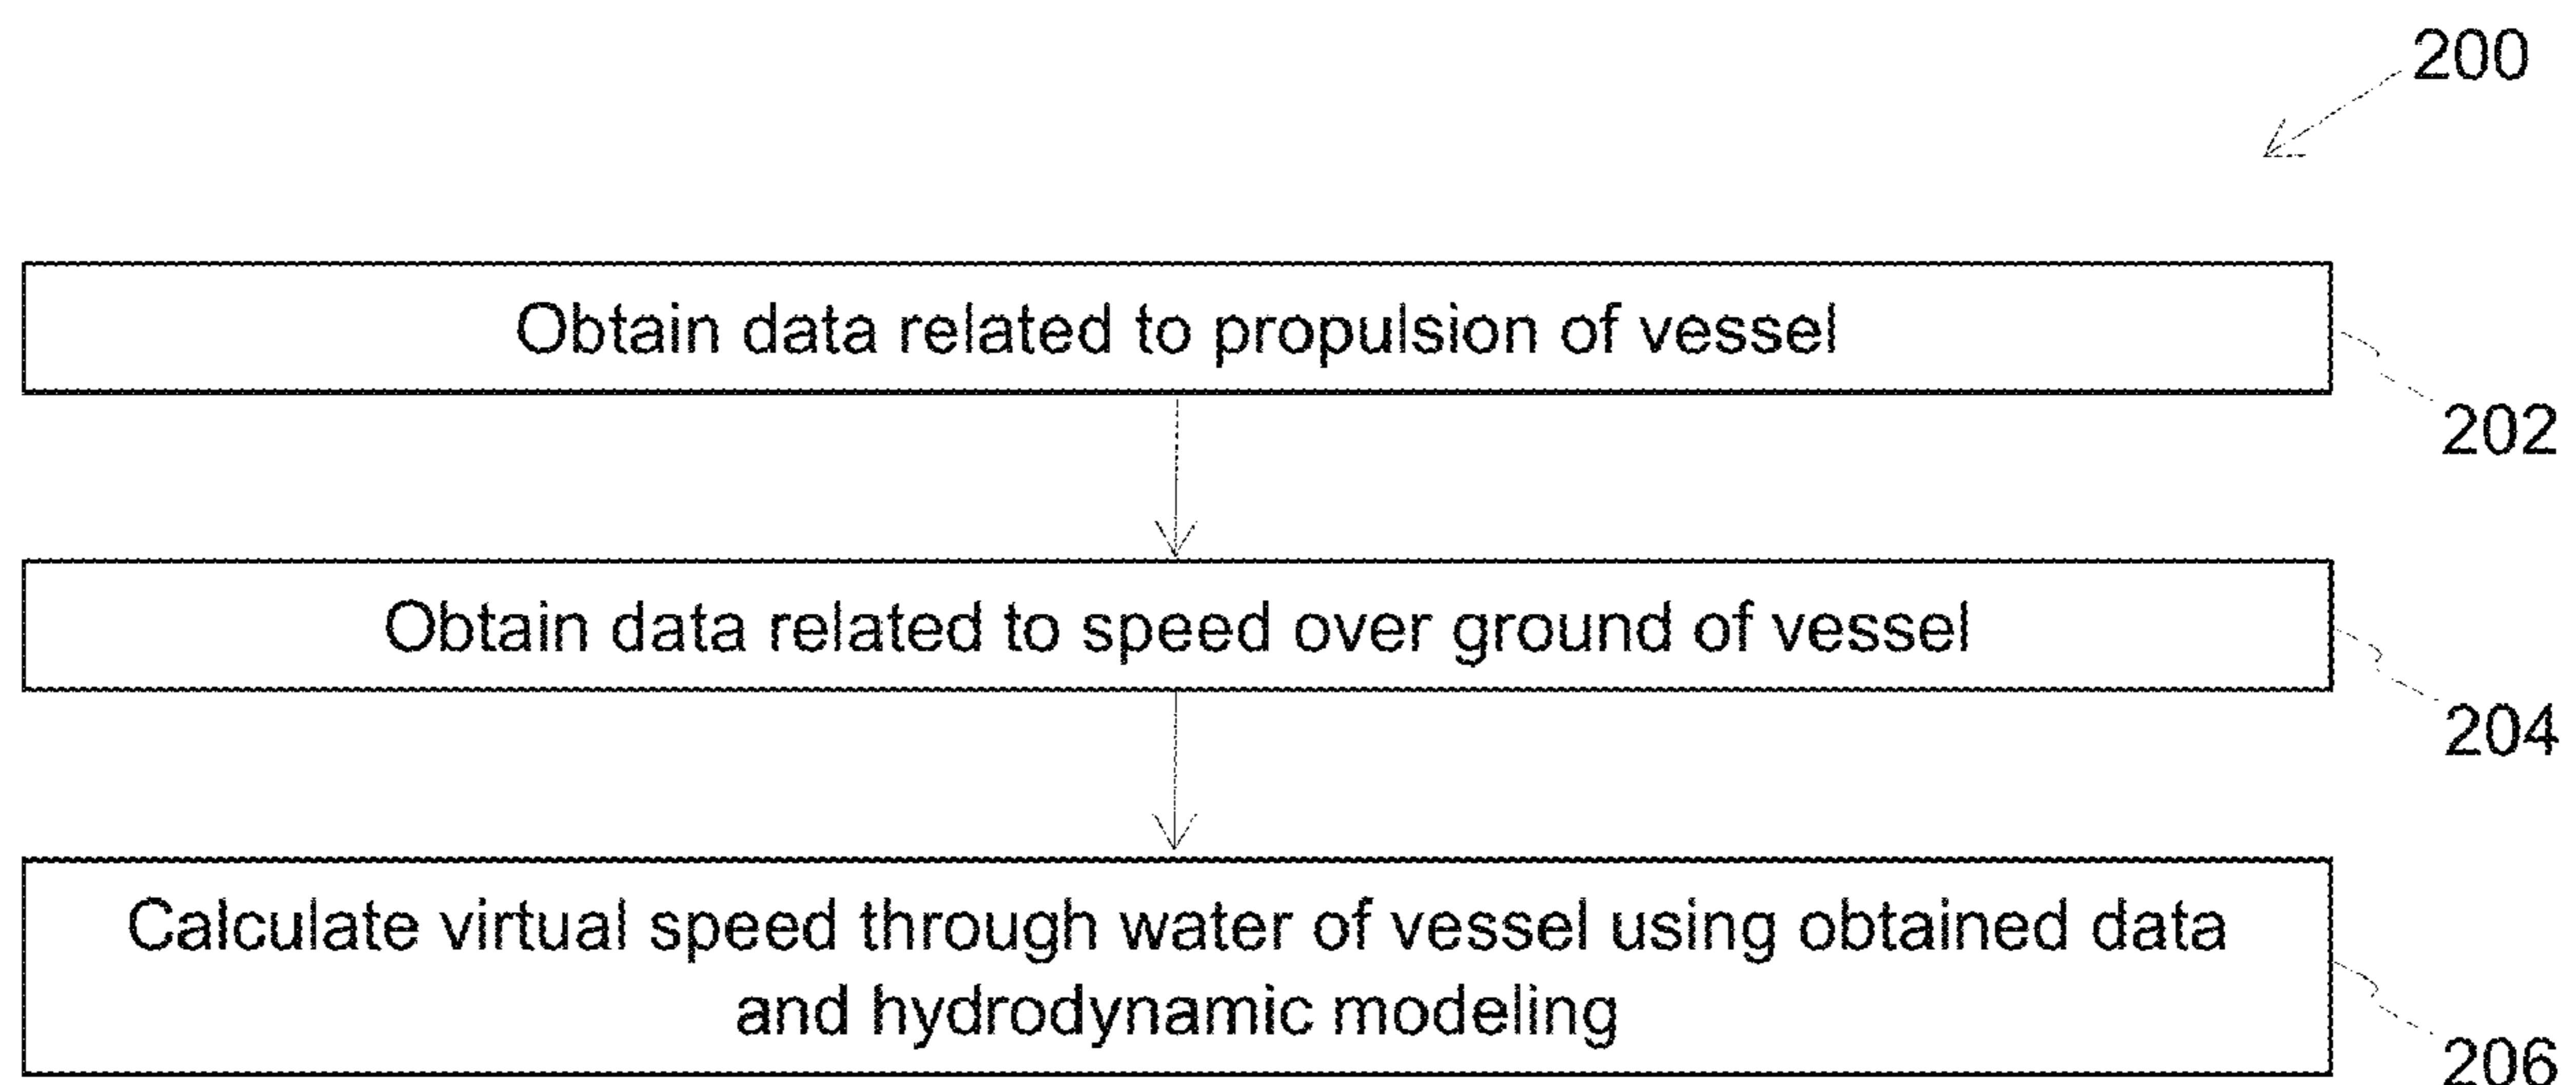 200
Obtain data related to propulsion of vessel
202
Obtain data related to speed over ground of vessel
204
Calculate virtual speed through water of vessel using obtained data
and hydrodynamic modeling
206